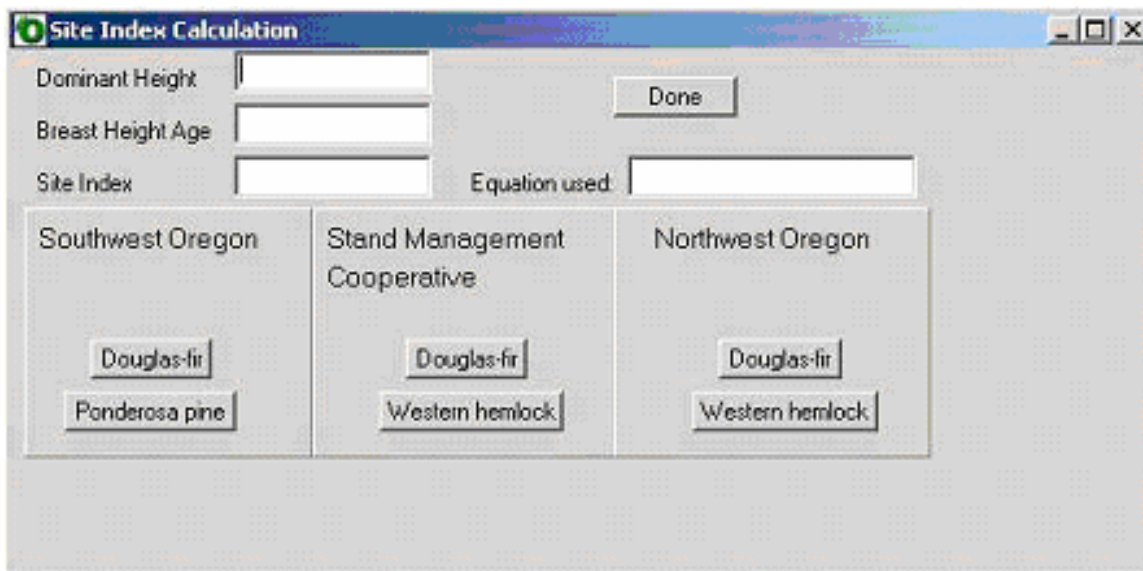 Site Index Calculation
Dominant Height
Done
Breast Height Age
Site Index
Equation used:
Southwest Oregon
Stand Management
Cooperative
Northwest Oregon
Douglas-fir
Douglas-fir
Douglas-fir
Ponderosa pine
Western hemlock
Western hemlock